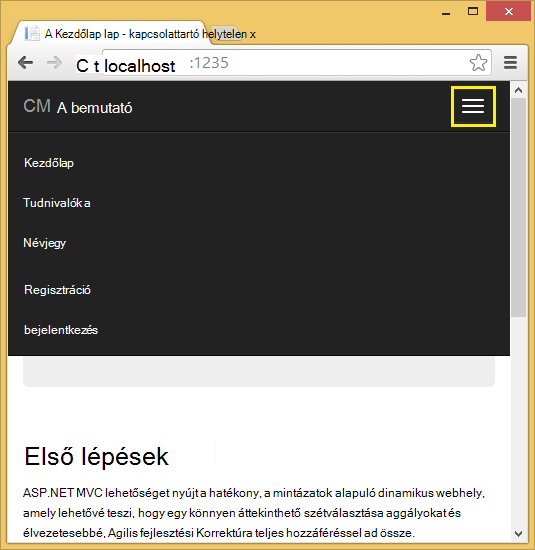 A Kezdőlap lap - kapcsolattartó helytelen x
C t localhost :1235
CM A bemutató
Kezdőlap
Tudnivalók a
Névjegy
Regisztráció
bejelentkezés
Első lépések
ASP.NET MVC lehetőséget nyújt a hatékony, a mintázatok alapuló dinamikus webhely,
amely lehetővé teszi, hogy egy könnyen áttekinthető szétválasztása aggályokat és
élvezetesebbé, Agilis fejlesztési Korrektúra teljes hozzáféréssel ad össze.